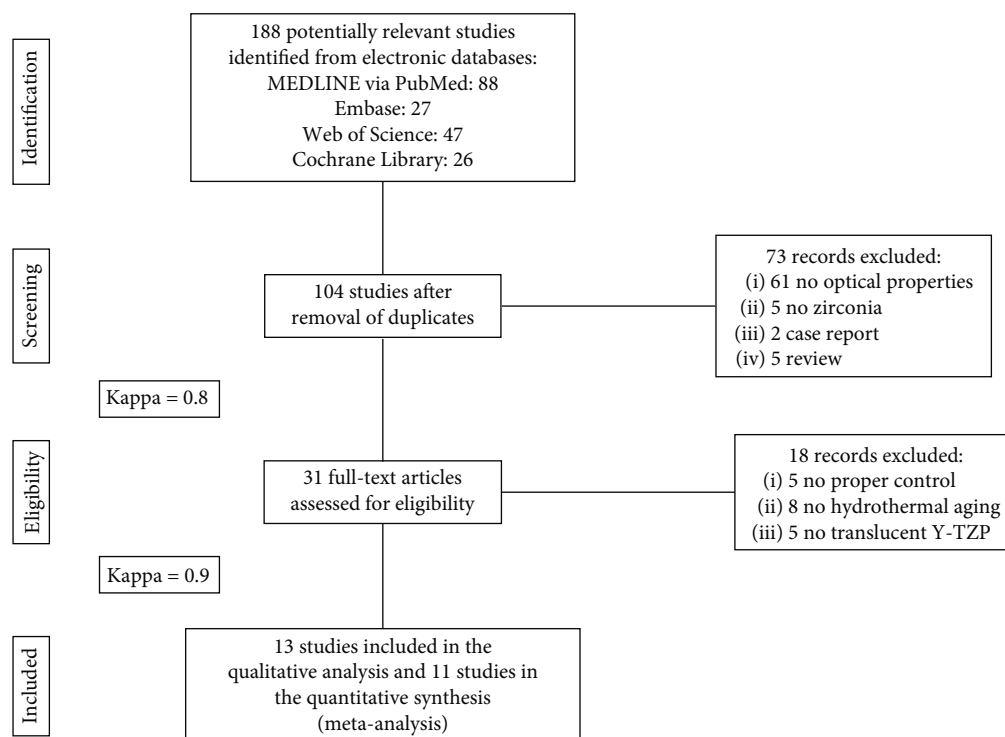 Identification
188 potentially relevant studies
identified from electronic databases:
MEDLINE via PubMed: 88
Embase: 27
Web of Science: 47
Cochrane Library: 26
Screening
104 studies after
removal of duplicates
73 records excluded:
(i) 61 no optical properties
(ii) 5 no zirconia
(iii) 2 case report
(iv) 5 review
Kappa = 0.8
Eligibility
31 full-text articles
assessed for eligibility
18 records excluded:
(i) 5 no proper control
(ii) 8 no hydrothermal aging
(iii) 5 no translucent Y-TZP
Kappa = 0.9
Included
13 studies included in the
qualitative analysis and 11 studies in
the quantitative synthesis
(meta-analysis)